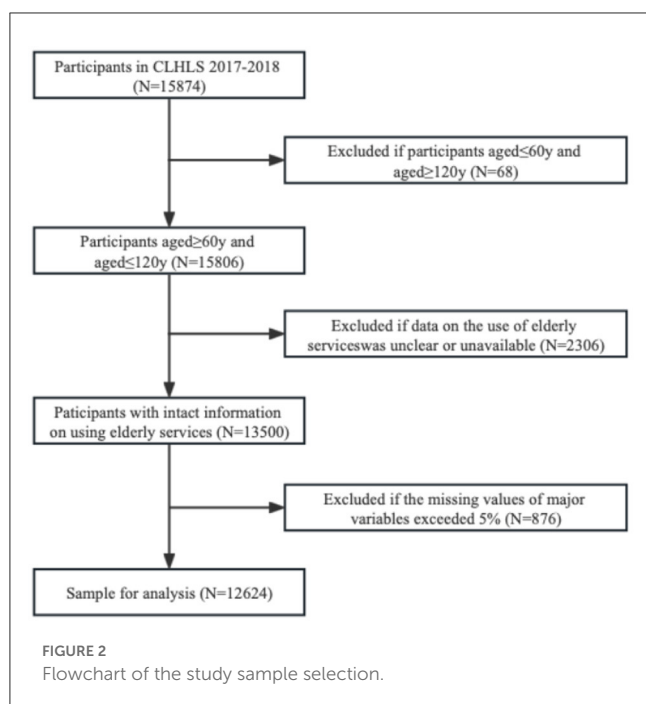 Participants in CLHLS 2017-2018
(N=15874)
Excluded if participants aged≤60y and
aged≥120y (N=68)
Participants aged≥60y and
aged≤120y (N=15806)
Excluded if data on the use of elderly
serviceswas unclear or unavailable (N=2306)
Paticipants with intact information
on using elderly services (N=13500)
Excluded if the missing values of major
variables exceeded 5% (N=876)
Sample for analysis (N=12624)
FIGURE 2
Flowchart of the study sample selection.